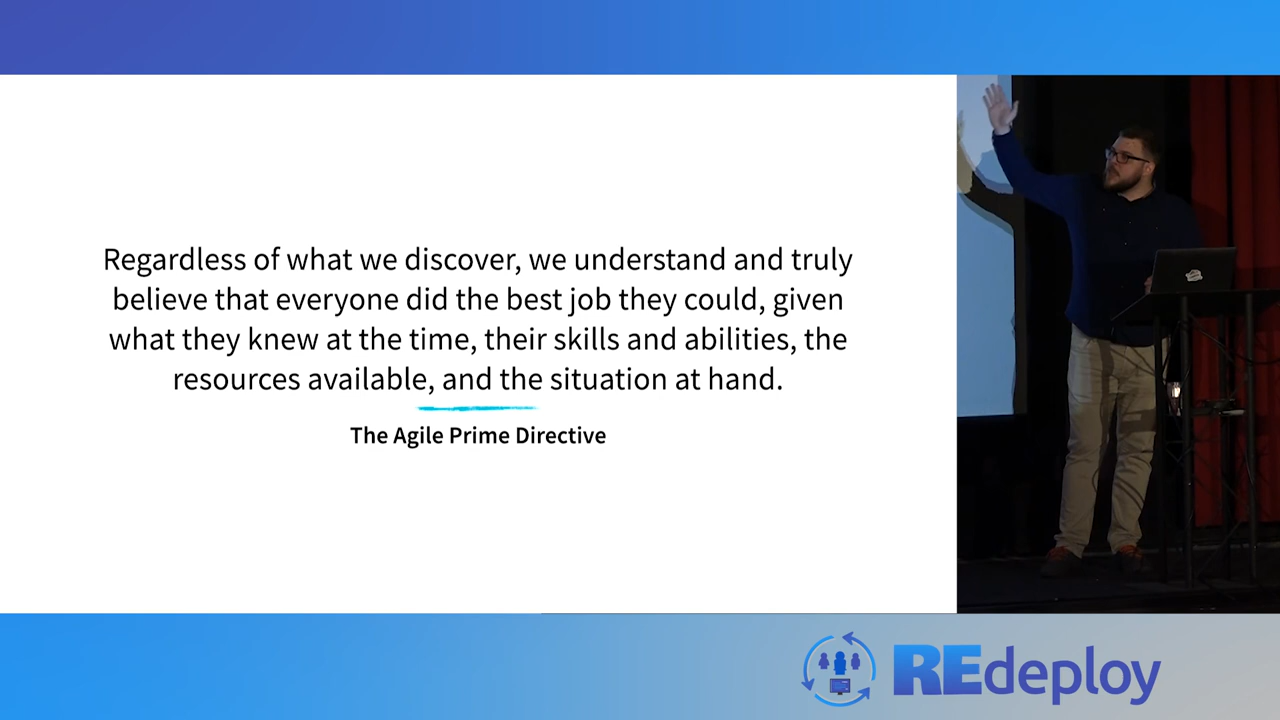 Regardless of what we discover, we understand and truly
believe that everyone did the best job they could, given
what they knew at the time, their skills and abilities, the
resources available, and the situation at hand.
The Agile Prime Directive
REdeploy